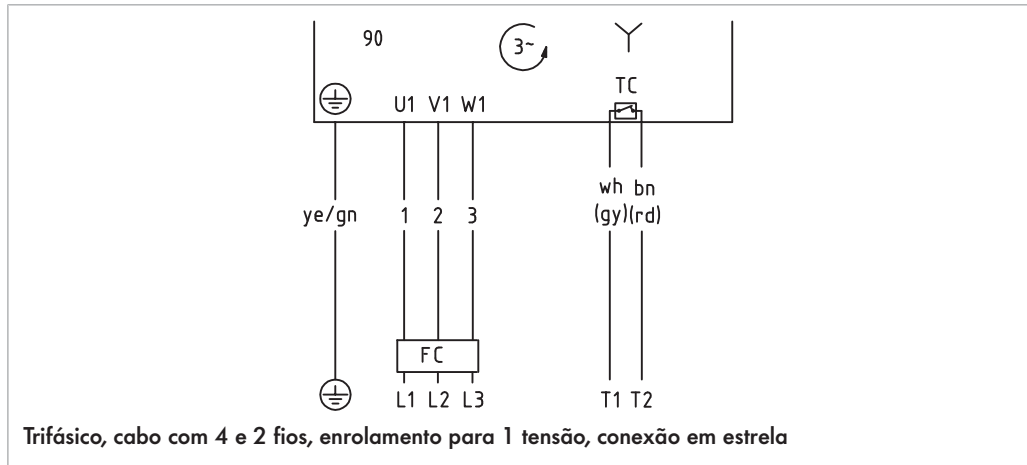 90 3~
TC
U1 V1 W1
wh bn
ye/gn 1 2 3 (gy)(rd)
FC
L1 L2 L3 T1 T2
Trifásico, cabo com 4 e 2 fios, enrolamento para 1 tensão, conexão em estrela